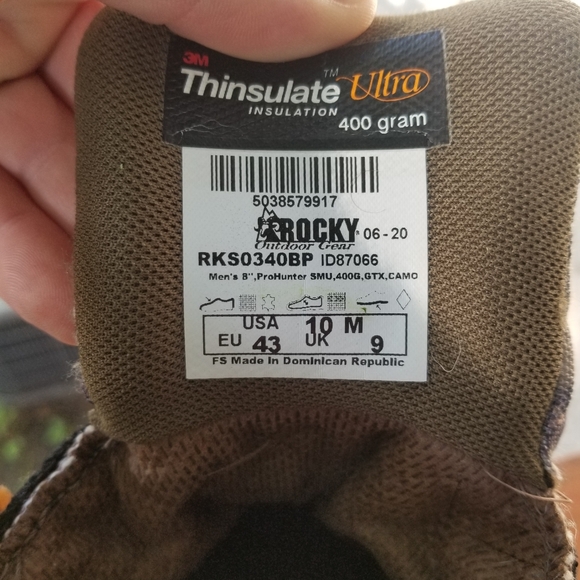 3M
Thinsulate™ Ultra
INSULATION
400 gram
5038579917
ROCKY 06-20
Outdoor Gear
RKS0340BP ID87066
Men's 8",ProHunter SMU,400G,GTX,CAMO
USA 10 M
EU 43 UK 9
FS Made In Dominican Republic